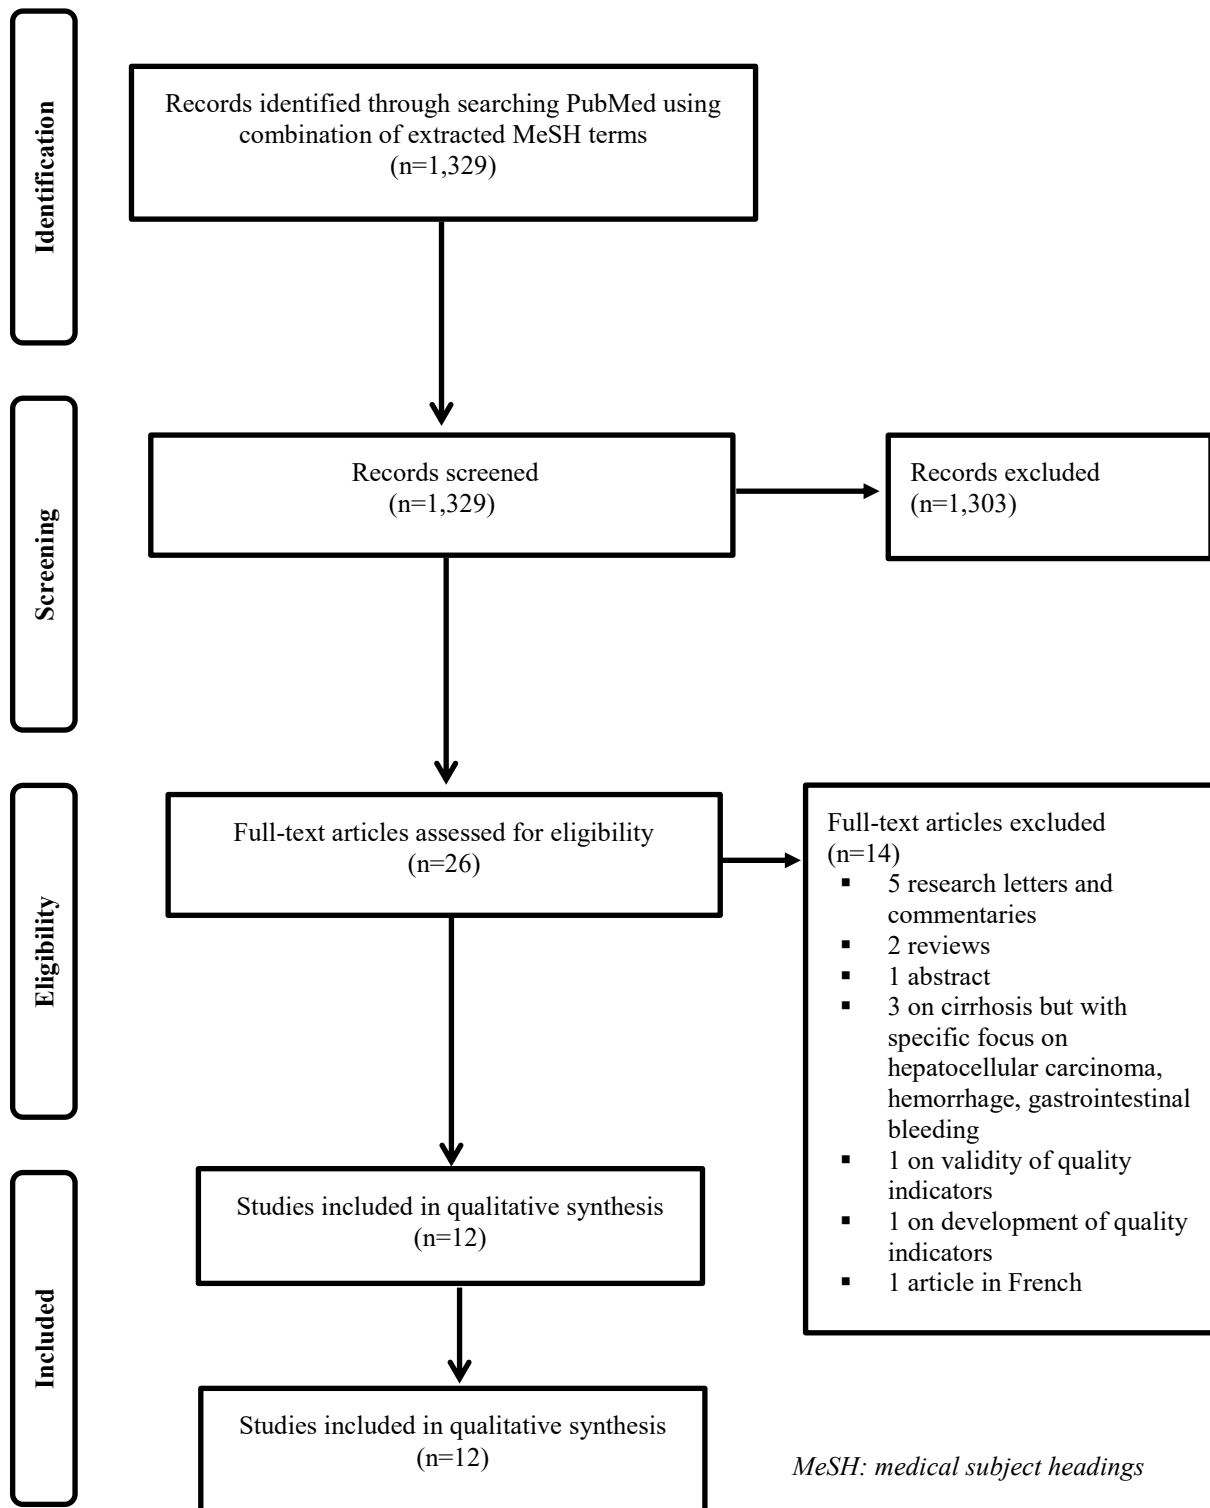 Identification
Records identified through searching PubMed using
combination of extracted MeSH terms
(n=1,329)
Screening
Records screened
(n=1,329)
Records excluded
(n=1,303)
Eligibility
Full-text articles assessed for eligibility
(n=26)
Full-text articles excluded
(n=14)
▪ 5 research letters and
commentaries
▪ 2 reviews
▪ 1 abstract
▪ 3 on cirrhosis but with
specific focus on
hepatocellular carcinoma,
hemorrhage, gastrointestinal
bleeding
▪ 1 on validity of quality
indicators
▪ 1 on development of quality
indicators
▪ 1 article in French
Included
Studies included in qualitative synthesis
(n=12)
Studies included in qualitative synthesis
(n=12)
MeSH: medical subject headings